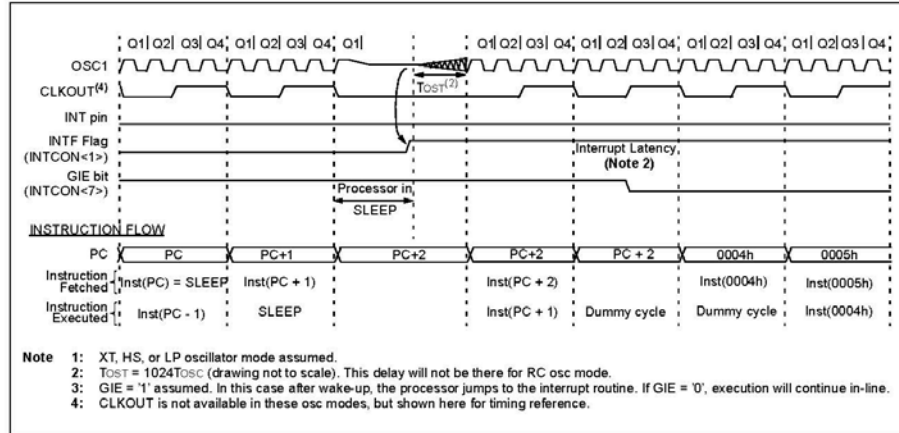 Q1| Q2| Q3| Q4 Q1| Q2| Q3| Q4 Q1| Q1| Q2| Q3| Q4 Q1| Q2| Q3| Q4 Q1| Q2| Q3| Q4 Q1| Q2| Q3| Q4
OSC1
TOST(2)
CLKOUT(4)
INT pin
INTF Flag
(INTCON<1>)
Interrupt Latency
(Note 2)
GIE bit
(INTCON<7>)
Processor in
SLEEP
INSTRUCTION FLOW
PC PC PC+1 PC+2 PC+2 PC + 2 0004h 0005h
Instruction
Fetched
Inst(PC) = SLEEP Inst(PC + 1) Inst(PC + 2) Inst(0004h) Inst(0005h)
Instruction
Executed
Inst(PC - 1) SLEEP Inst(PC + 1) Dummy cycle Dummy cycle Inst(0004h)
Note 1: XT, HS, or LP oscillator mode assumed.
2: TOST = 1024TOSC (drawing not to scale). This delay will not be there for RC osc mode.
3: GIE = '1' assumed. In this case after wake-up, the processor jumps to the interrupt routine. If GIE = '0', execution will continue in-line.
4: CLKOUT is not available in these osc modes, but shown here for timing reference.